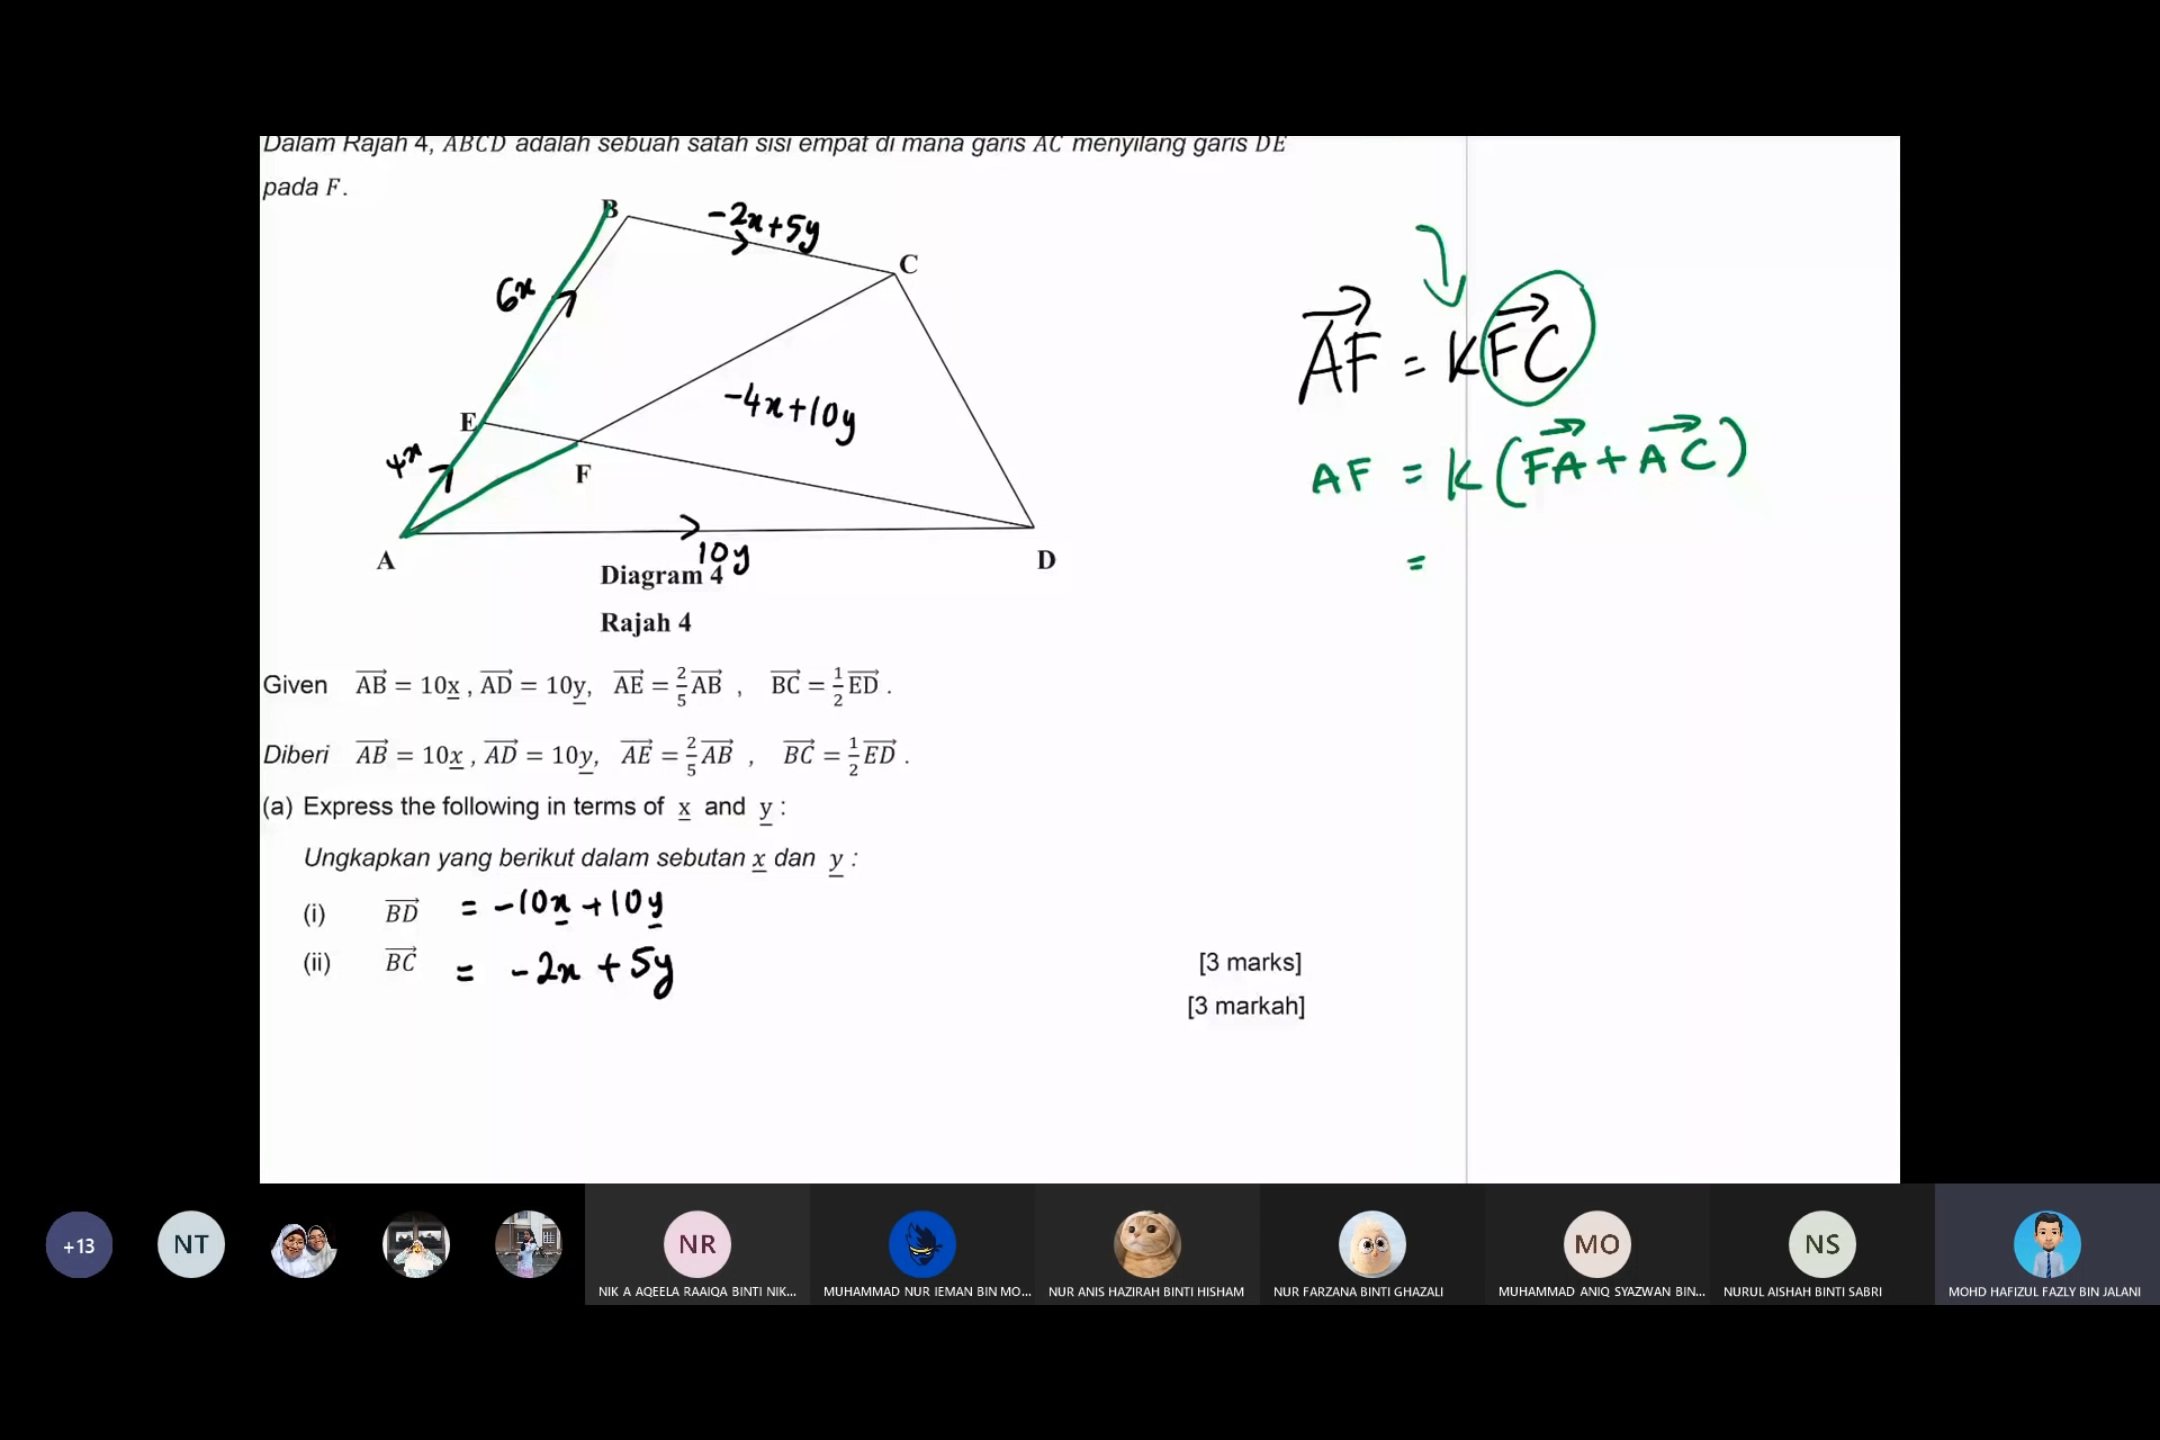 Dalam Rajah 4, ABCD adalah sebuah satah sisi empat di mana garis AC menyilang garis DE
pada F.
B
-2x+5y
C
6x
E
-4x+10y
4x
F
A
10y
D
Diagram 4
Rajah 4
AF = kFC
AF = k(FA+AC)
=
Given AB = 10x , AD = 10y, AE = 2/5 AB , BC = 1/2 ED .
Diberi AB = 10x , AD = 10y, AE = 2/5 AB , BC = 1/2 ED .
(a) Express the following in terms of x and y :
Ungkapkan yang berikut dalam sebutan x dan y :
(i) BD = -10x +10y
(ii) BC = -2x + 5y
[3 marks]
[3 markah]
+13
NT
NR
MO
NS
NIK A AQEELA RAAIQA BINTI NIK...
MUHAMMAD NUR IEMAN BIN MO...
NUR ANIS HAZIRAH BINTI HISHAM
NUR FARZANA BINTI GHAZALI
MUHAMMAD ANIQ SYAZWAN BIN...
NURUL AISHAH BINTI SABRI
MOHD HAFIZUL FAZLY BIN JALANI